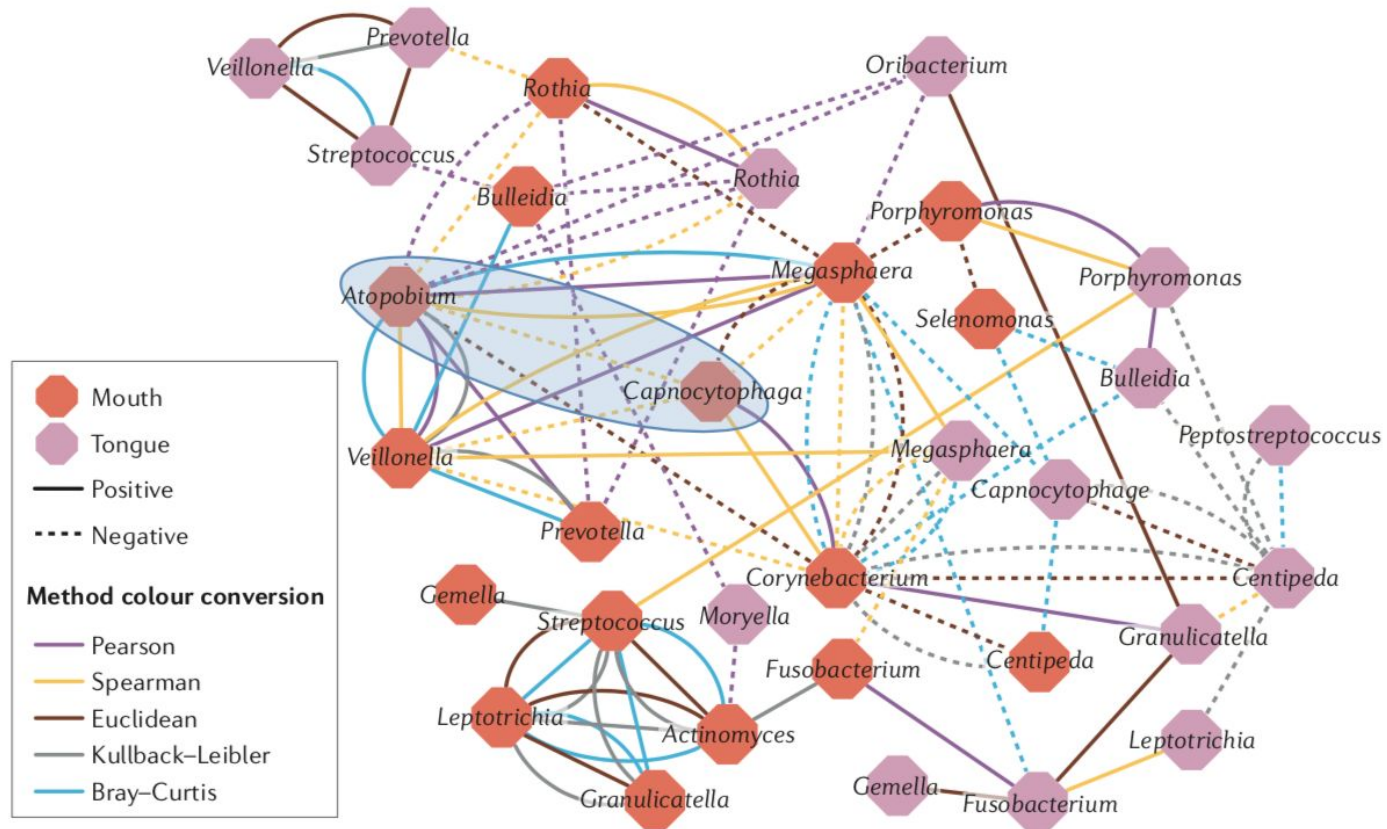 Prevotella
Veillonella
Oribacterium
Rothia
Streptococcus
Rothia
Bulleidia
Porphyromonas
Megasphaera
Porphyromonas
Atopobium
Selenomonas
Bulleidia
Capnocytophaga
Peptostreptococcus
Veillonella
Megasphaera
Capnocytophage
Prevotella
Corynebacterium
Centipeda
Gemella
Streptococcus
Moryella
Granulicatella
Fusobacterium
Centipeda
Leptotrichia
Actinomyces
Leptotrichia
Granulicatella
Gemella
Fusobacterium
Mouth
Tongue
Positive
Negative
Method colour conversion
Pearson
Spearman
Euclidean
Kullback–Leibler
Bray–Curtis